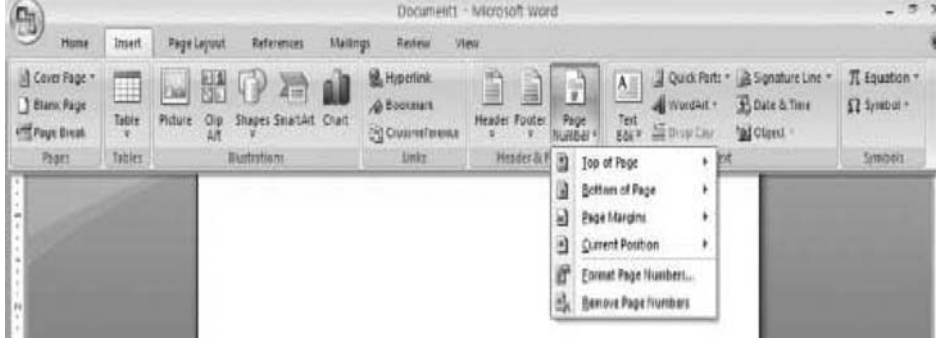 Document1 - Microsoft Word
Home Insert Page Layout References Mailings Review View
Cover Page
Blank Page
Page Break
Pages
Table
Tables
Picture Clip Art Shapes SmartArt Chart
Illustrations
Hyperlink
Bookmark
Cross-reference
Links
Header Footer Page Number
Header & F
Text Box
Quick Parts
WordArt
Drop Cap
Signature Line
Date & Time
Object
Equation
Symbol
Symbols
Top of Page
Bottom of Page
Page Margins
Current Position
Format Page Numbers...
Remove Page Numbers